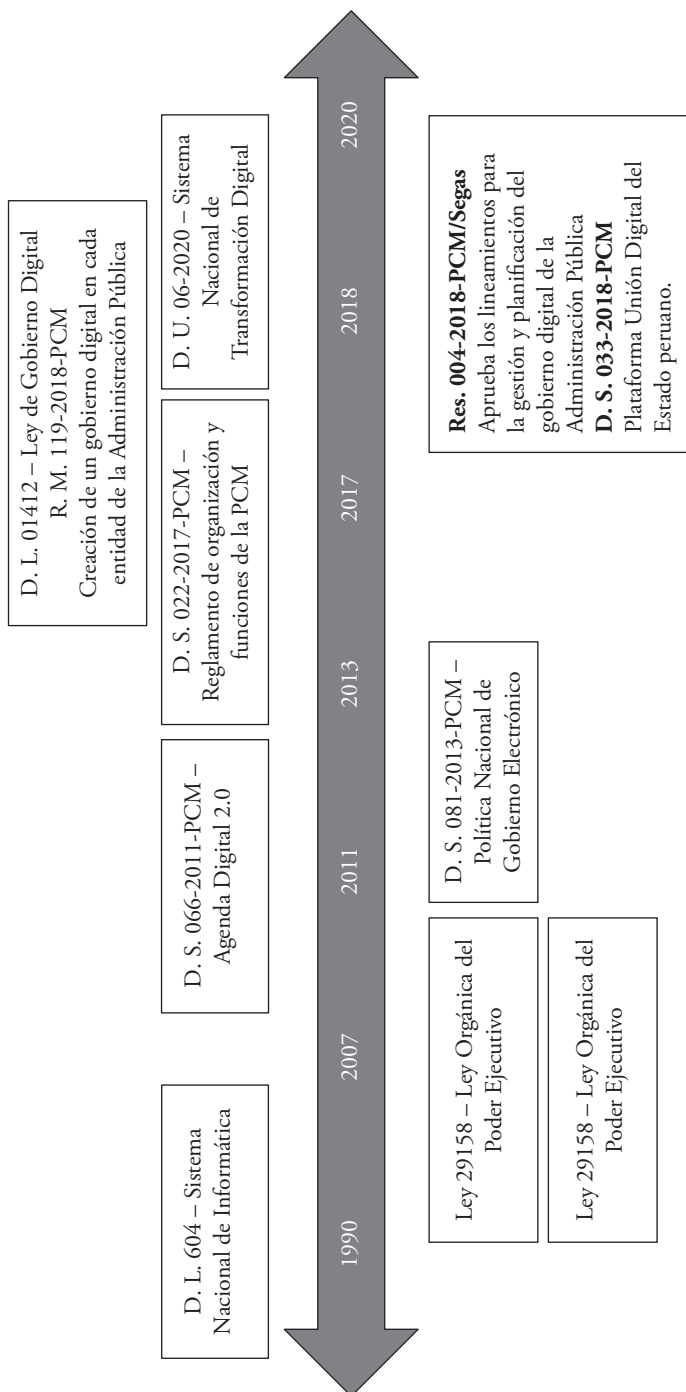 D. L. 01412 – Ley de Gobierno Digital
R. M. 119-2018-PCM
Creación de un gobierno digital en cada
entidad de la Administración Pública
D. L. 604 – Sistema
Nacional de Informática
D. S. 066-2011-PCM –
Agenda Digital 2.0
D. S. 022-2017-PCM –
Reglamento de organización y
funciones de la PCM
D. U. 06-2020 – Sistema
Nacional de
Transformación Digital
1990
2007
2011
2013
2017
2018
2020
Ley 29158 – Ley Orgánica del
Poder Ejecutivo
Ley 29158 – Ley Orgánica del
Poder Ejecutivo
D. S. 081-2013-PCM –
Política Nacional de
Gobierno Electrónico
Res. 004-2018-PCM/Segas
Aprueba los lineamientos para
la gestión y planificación del
gobierno digital de la
Administración Pública
D. S. 033-2018-PCM
Plataforma Unión Digital del
Estado peruano.